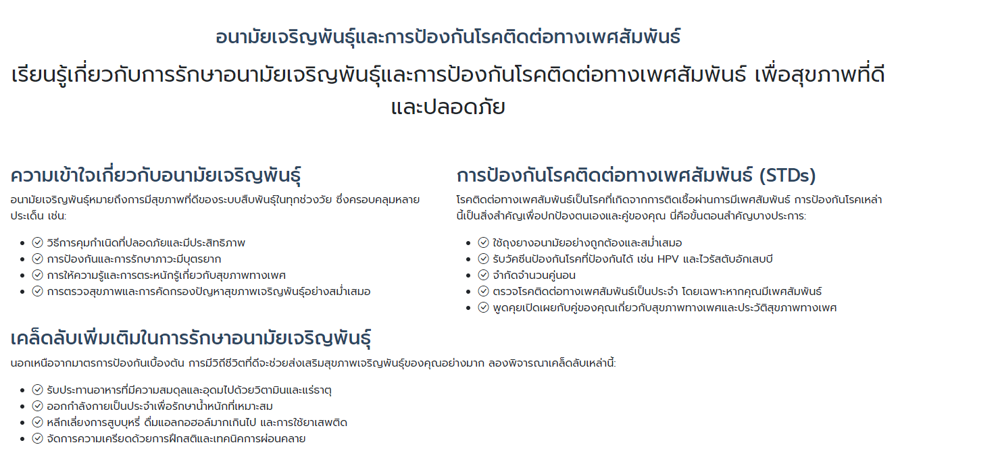 อนามัยเจริญพันธุ์และการป้องกันโรคติดต่อทางเพศสัมพันธ์
เรียนรู้เกี่ยวกับการรักษาอนามัยเจริญพันธุ์และการป้องกันโรคติดต่อทางเพศสัมพันธ์ เพื่อสุขภาพที่ดี
และปลอดภัย
ความเข้าใจเกี่ยวกับอนามัยเจริญพันธุ์
อนามัยเจริญพันธุ์หมายถึงการมีสุขภาพที่ดีของระบบสืบพันธุ์ในทุกช่วงวัย ซึ่งครอบคลุมหลาย
ประเด็น เช่น:
วิธีการคุมกำเนิดที่ปลอดภัยและมีประสิทธิภาพ
การป้องกันและการรักษาภาวะมีบุตรยาก
การให้ความรู้และการตระหนักรู้เกี่ยวกับสุขภาพทางเพศ
การตรวจสุขภาพและการคัดกรองปัญหาสุขภาพเจริญพันธุ์อย่างสม่ำเสมอ
การป้องกันโรคติดต่อทางเพศสัมพันธ์ (STDs)
โรคติดต่อทางเพศสัมพันธ์เป็นโรคที่เกิดจากการติดเชื้อผ่านการมีเพศสัมพันธ์ การป้องกันโรคเหล่า
นี้เป็นสิ่งสำคัญเพื่อปกป้องตนเองและคู่ของคุณ นี่คือขั้นตอนสำคัญบางประการ:
ใช้ถุงยางอนามัยอย่างถูกต้องและสม่ำเสมอ
รับวัคซีนป้องกันโรคที่ป้องกันได้ เช่น HPV และไวรัสตับอักเสบบี
จำกัดจำนวนคู่นอน
ตรวจโรคติดต่อทางเพศสัมพันธ์เป็นประจำ โดยเฉพาะหากคุณมีเพศสัมพันธ์
พูดคุยเปิดเผยกับคู่ของคุณเกี่ยวกับสุขภาพทางเพศและประวัติสุขภาพทางเพศ
เคล็ดลับเพิ่มเติมในการรักษาอนามัยเจริญพันธุ์
นอกเหนือจากมาตรการป้องกันเบื้องต้น การมีวิถีชีวิตที่ดีจะช่วยส่งเสริมสุขภาพเจริญพันธุ์ของคุณอย่างมาก ลองพิจารณาเคล็ดลับเหล่านี้:
รับประทานอาหารที่มีความสมดุลและอุดมไปด้วยวิตามินและแร่ธาตุ
ออกกำลังกายเป็นประจำเพื่อรักษาน้ำหนักที่เหมาะสม
หลีกเลี่ยงการสูบบุหรี่ ดื่มแอลกอฮอล์มากเกินไป และการใช้ยาเสพติด
จัดการความเครียดด้วยการฝึกสติและเทคนิคการผ่อนคลาย